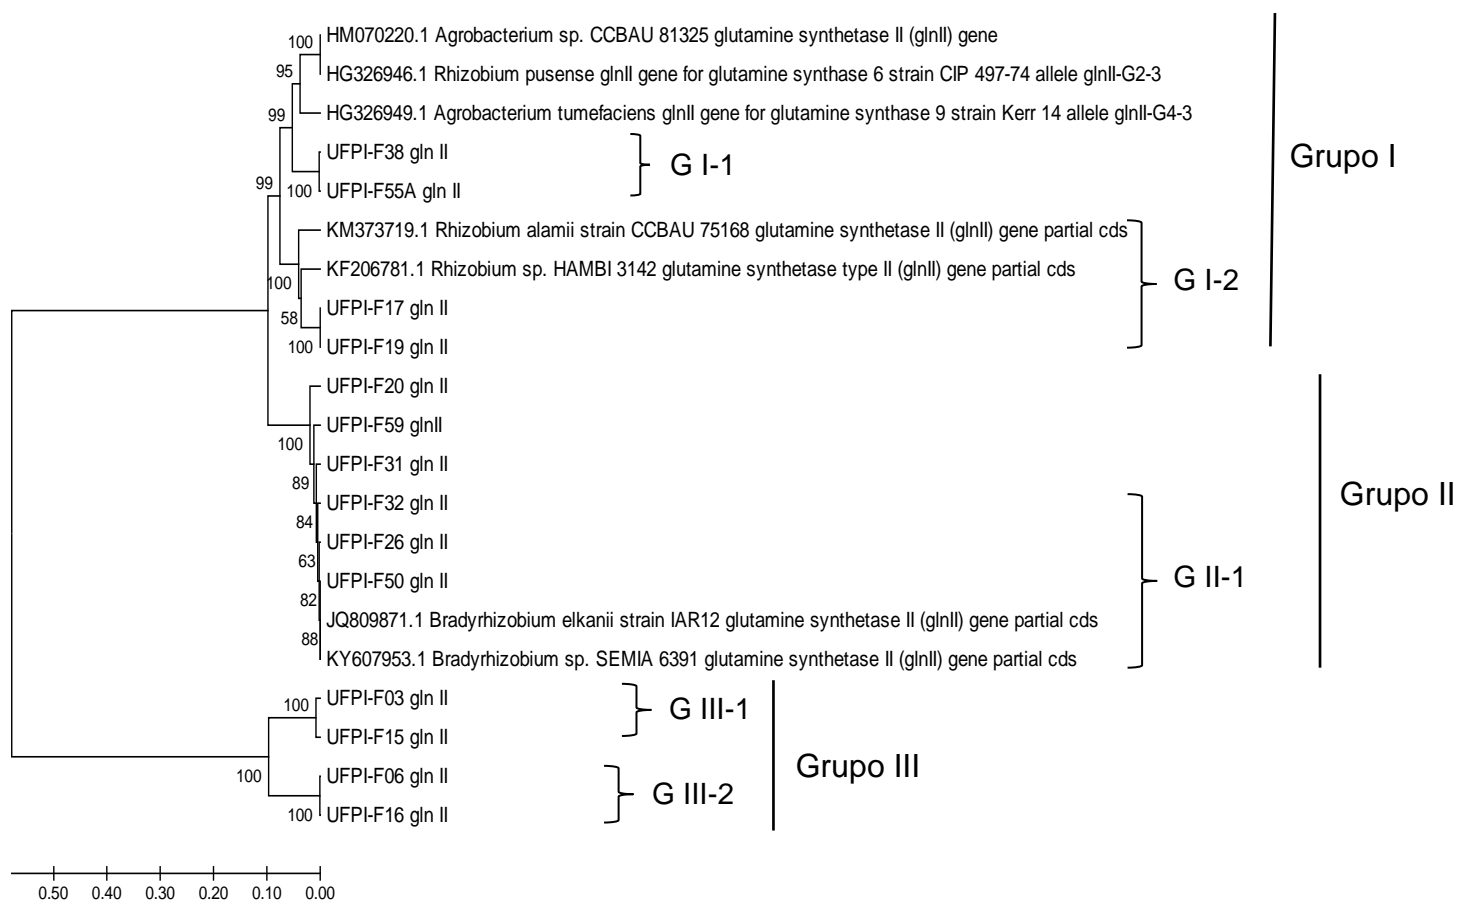 HM070220.1 Agrobacterium sp. CCBAU 81325 glutamine synthetase II (glnII) gene
HG326946.1 Rhizobium pusense glnII gene for glutamine synthase 6 strain CIP 497-74 allele glnII-G2-3
HG326949.1 Agrobacterium tumefaciens glnII gene for glutamine synthase 9 strain Kerr 14 allele glnII-G4-3
UFPI-F38 gln II
UFPI-F55A gln II
G I-1
KM373719.1 Rhizobium alamii strain CCBAU 75168 glutamine synthetase II (glnII) gene partial cds
KF206781.1 Rhizobium sp. HAMBI 3142 glutamine synthetase type II (glnII) gene partial cds
UFPI-F17 gln II
UFPI-F19 gln II
G I-2
Grupo I
UFPI-F20 gln II
UFPI-F59 glnII
UFPI-F31 gln II
UFPI-F32 gln II
UFPI-F26 gln II
UFPI-F50 gln II
JQ809871.1 Bradyrhizobium elkanii strain IAR12 glutamine synthetase II (glnII) gene partial cds
KY607953.1 Bradyrhizobium sp. SEMIA 6391 glutamine synthetase II (glnII) gene partial cds
G II-1
Grupo II
UFPI-F03 gln II
UFPI-F15 gln II
G III-1
UFPI-F06 gln II
UFPI-F16 gln II
G III-2
Grupo III
100
95
99
100
99
100
58
100
100
89
84
63
82
88
100
100
100
0.50 0.40 0.30 0.20 0.10 0.00